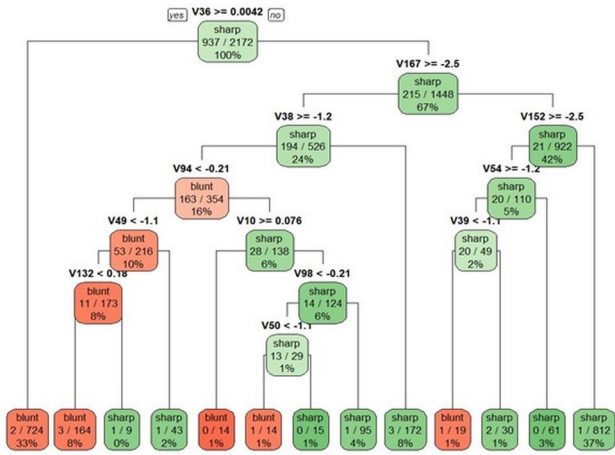 yes V36 >= 0.0042 no
sharp
937 / 2172
100%
V167 >= -2.5
sharp
215 / 1448
67%
V38 >= -1.2
sharp
194 / 526
24%
V152 >= -2.5
sharp
21 / 922
42%
V94 < -0.21
blunt
163 / 354
16%
V54 >= -1.2
sharp
20 / 110
5%
V49 < -1.1
blunt
53 / 216
10%
V10 >= 0.076
sharp
28 / 138
6%
V39 < -1.1
sharp
20 / 49
2%
V132 < 0.18
blunt
11 / 173
8%
V98 < -0.21
sharp
14 / 124
6%
V50 < -1.1
sharp
13 / 29
1%
blunt
2 / 724
33%
blunt
3 / 164
8%
sharp
1 / 9
0%
sharp
1 / 43
2%
blunt
0 / 14
1%
blunt
1 / 14
1%
sharp
0 / 15
1%
sharp
1 / 95
4%
sharp
3 / 172
8%
blunt
1 / 19
1%
sharp
2 / 30
1%
sharp
0 / 61
3%
sharp
1 / 812
37%